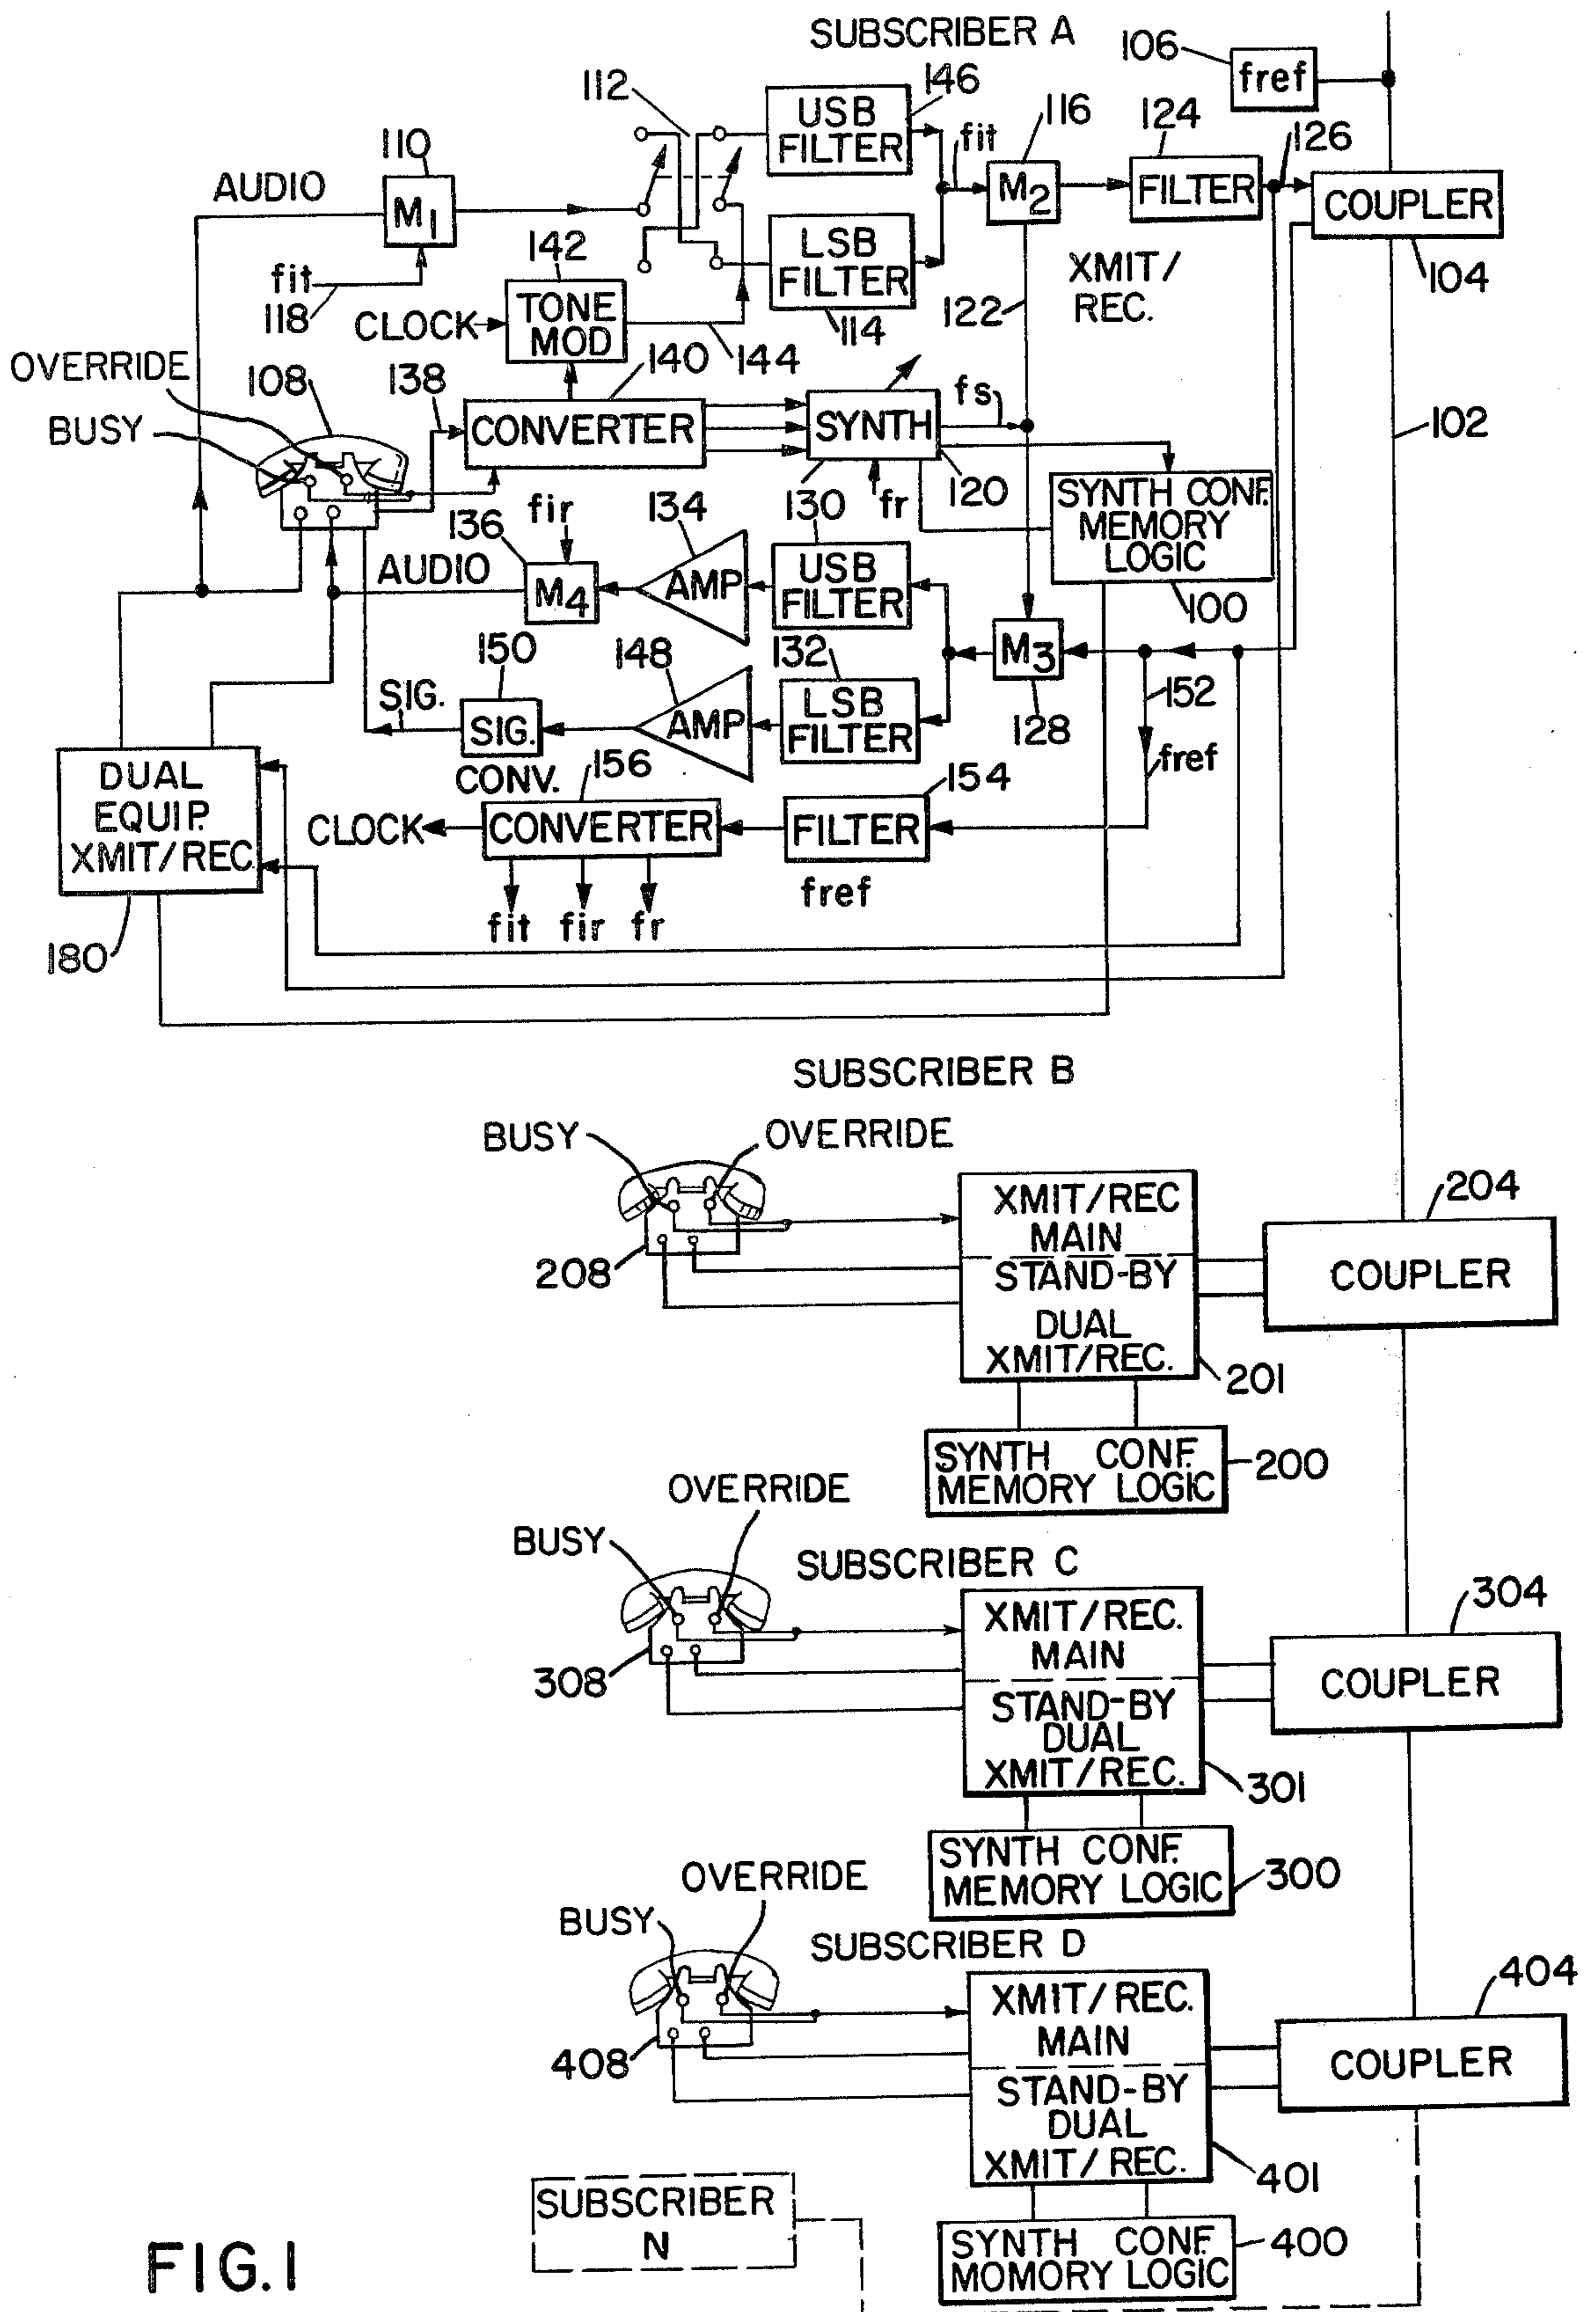 SUBSCRIBER A
106
fref
112
146
USB
FILTER
fit
116
124
126
110
AUDIO
M1
M2
FILTER
COUPLER
104
142
LSB
FILTER
114
XMIT/
REC.
fit
118
CLOCK
TONE
MOD
144
122
OVERRIDE
108
138
140
BUSY
CONVERTER
SYNTH
fs
102
130
fr
120
SYNTH CONF.
MEMORY
LOGIC
100
136
fir
134
AUDIO
M4
AMP
USB
FILTER
150
148
132
M3
128
152
SIG.
SIG.
CONV.
AMP
LSB
FILTER
fref
DUAL
EQUIP.
XMIT/REC
180
156
154
CLOCK
CONVERTER
FILTER
fref
fit
fir
fr
SUBSCRIBER B
BUSY
OVERRIDE
208
XMIT/REC
MAIN
STAND-BY
DUAL
XMIT/REC.
201
204
COUPLER
SYNTH CONF.
MEMORY LOGIC
200
OVERRIDE
BUSY
SUBSCRIBER C
308
XMIT/REC.
MAIN
STAND-BY
DUAL
XMIT/REC.
301
304
COUPLER
SYNTH CONF.
MEMORY LOGIC
300
OVERRIDE
BUSY
SUBSCRIBER D
408
XMIT/REC.
MAIN
STAND-BY
DUAL
XMIT/REC.
401
404
COUPLER
SUBSCRIBER
N
SYNTH CONF.
MOMORY LOGIC
400
FIG.1